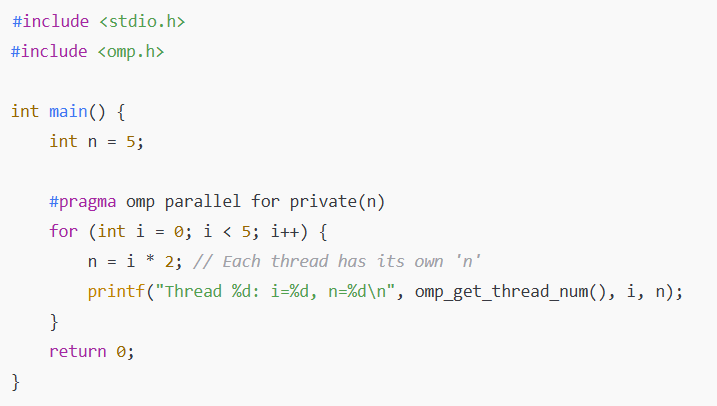 #include <stdio.h>
#include <omp.h>

int main() {
    int n = 5;

    #pragma omp parallel for private(n)
    for (int i = 0; i < 5; i++) {
        n = i * 2; // Each thread has its own 'n'
        printf("Thread %d: i=%d, n=%d\n", omp_get_thread_num(), i, n);
    }
    return 0;
}